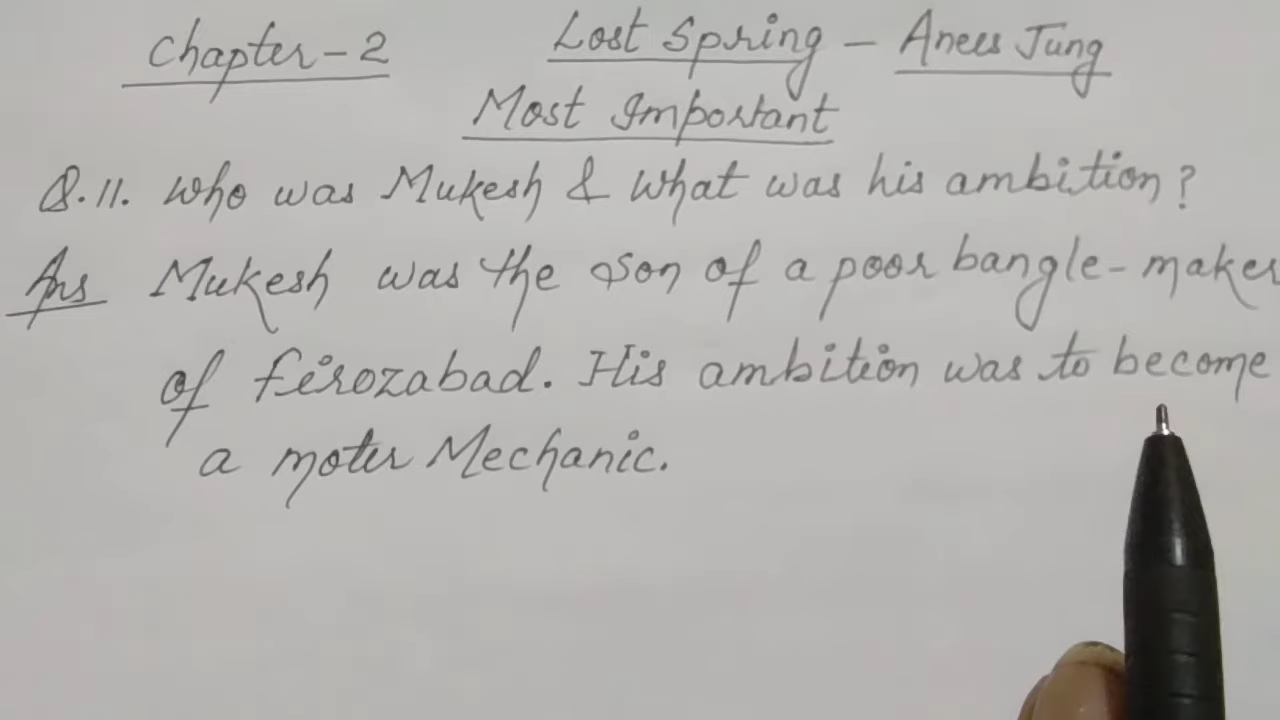 Chapter-2 Lost Spring - Anees Jung
Most Important
Q.11. Who was Mukesh & What was his ambition?
Ans Mukesh was the son of a poor bangle-maker
of firozabad. His ambition was to become
a moter Mechanic.